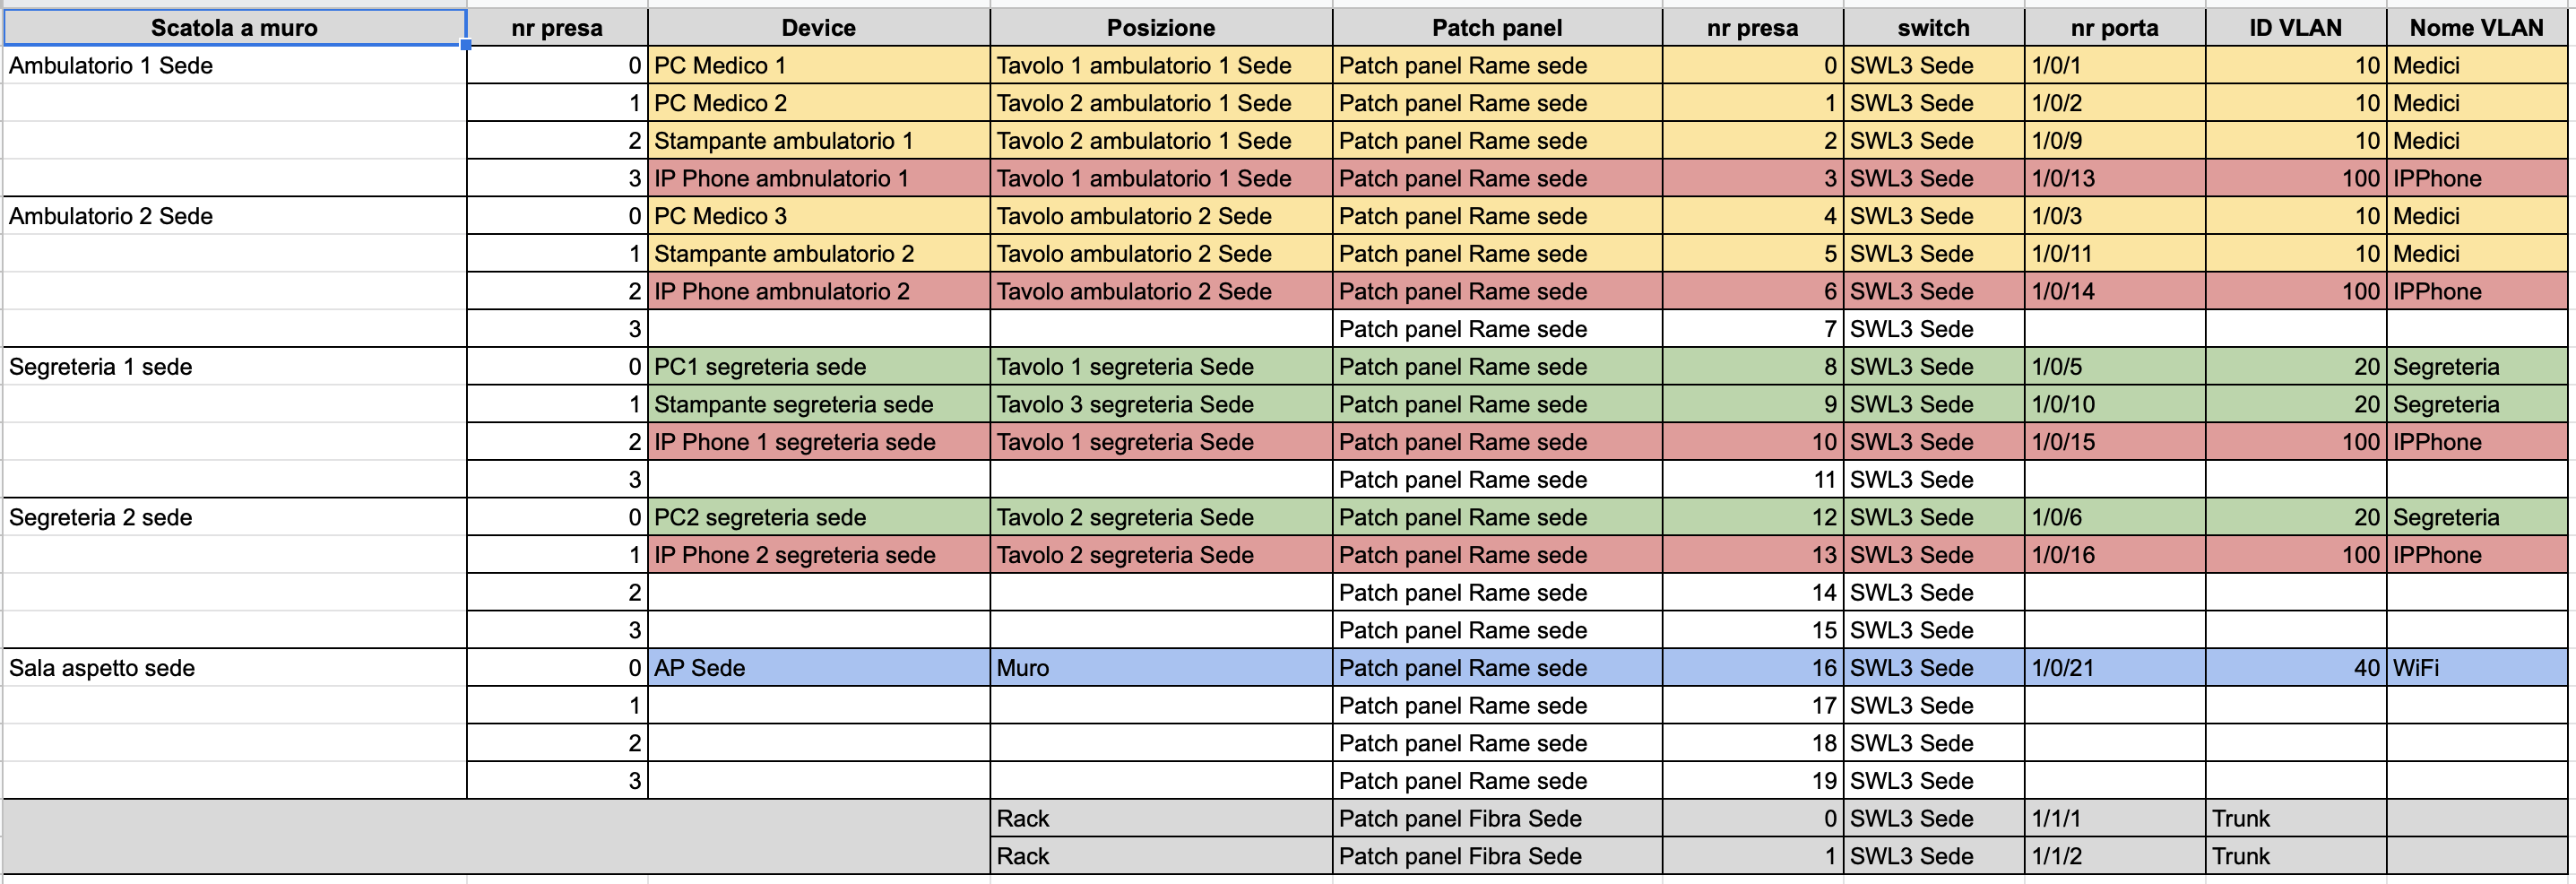 Scatola a muro nr presa Device Posizione Patch panel nr presa switch nr porta ID VLAN Nome VLAN
Ambulatorio 1 Sede 0 PC Medico 1 Tavolo 1 ambulatorio 1 Sede Patch panel Rame sede 0 SWL3 Sede 1/0/1 10 Medici
1 PC Medico 2 Tavolo 2 ambulatorio 1 Sede Patch panel Rame sede 1 SWL3 Sede 1/0/2 10 Medici
2 Stampante ambulatorio 1 Tavolo 2 ambulatorio 1 Sede Patch panel Rame sede 2 SWL3 Sede 1/0/9 10 Medici
3 IP Phone ambnulatorio 1 Tavolo 1 ambulatorio 1 Sede Patch panel Rame sede 3 SWL3 Sede 1/0/13 100 IPPhone
Ambulatorio 2 Sede 0 PC Medico 3 Tavolo ambulatorio 2 Sede Patch panel Rame sede 4 SWL3 Sede 1/0/3 10 Medici
1 Stampante ambulatorio 2 Tavolo ambulatorio 2 Sede Patch panel Rame sede 5 SWL3 Sede 1/0/11 10 Medici
2 IP Phone ambnulatorio 2 Tavolo ambulatorio 2 Sede Patch panel Rame sede 6 SWL3 Sede 1/0/14 100 IPPhone
3 Patch panel Rame sede 7 SWL3 Sede
Segreteria 1 sede 0 PC1 segreteria sede Tavolo 1 segreteria Sede Patch panel Rame sede 8 SWL3 Sede 1/0/5 20 Segreteria
1 Stampante segreteria sede Tavolo 3 segreteria Sede Patch panel Rame sede 9 SWL3 Sede 1/0/10 20 Segreteria
2 IP Phone 1 segreteria sede Tavolo 1 segreteria Sede Patch panel Rame sede 10 SWL3 Sede 1/0/15 100 IPPhone
3 Patch panel Rame sede 11 SWL3 Sede
Segreteria 2 sede 0 PC2 segreteria sede Tavolo 2 segreteria Sede Patch panel Rame sede 12 SWL3 Sede 1/0/6 20 Segreteria
1 IP Phone 2 segreteria sede Tavolo 2 segreteria Sede Patch panel Rame sede 13 SWL3 Sede 1/0/16 100 IPPhone
2 Patch panel Rame sede 14 SWL3 Sede
3 Patch panel Rame sede 15 SWL3 Sede
Sala aspetto sede 0 AP Sede Muro Patch panel Rame sede 16 SWL3 Sede 1/0/21 40 WiFi
1 Patch panel Rame sede 17 SWL3 Sede
2 Patch panel Rame sede 18 SWL3 Sede
3 Patch panel Rame sede 19 SWL3 Sede
Rack Patch panel Fibra Sede 0 SWL3 Sede 1/1/1 Trunk
Rack Patch panel Fibra Sede 1 SWL3 Sede 1/1/2 Trunk